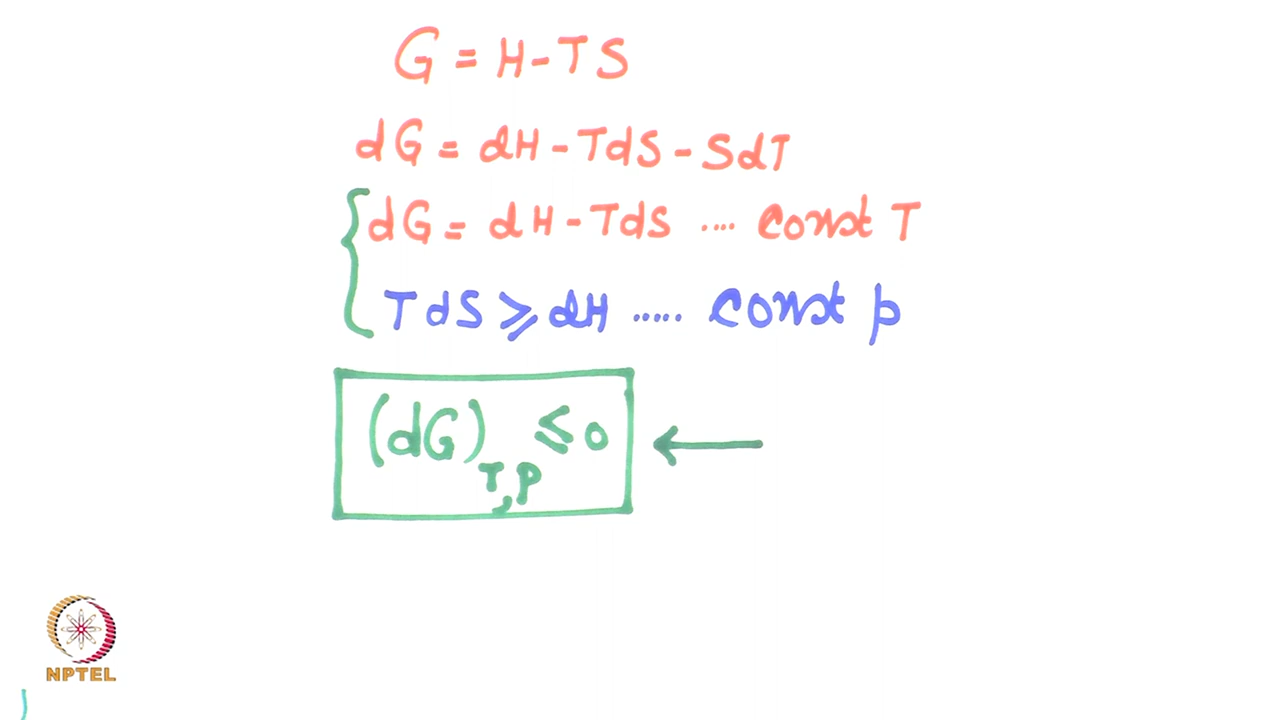 G = H - TS
dG = dH - TdS - SdT
dG = dH - TdS .... const T
TdS ⩾ dH ..... const p
(dG)T,P ≤ 0
NPTEL